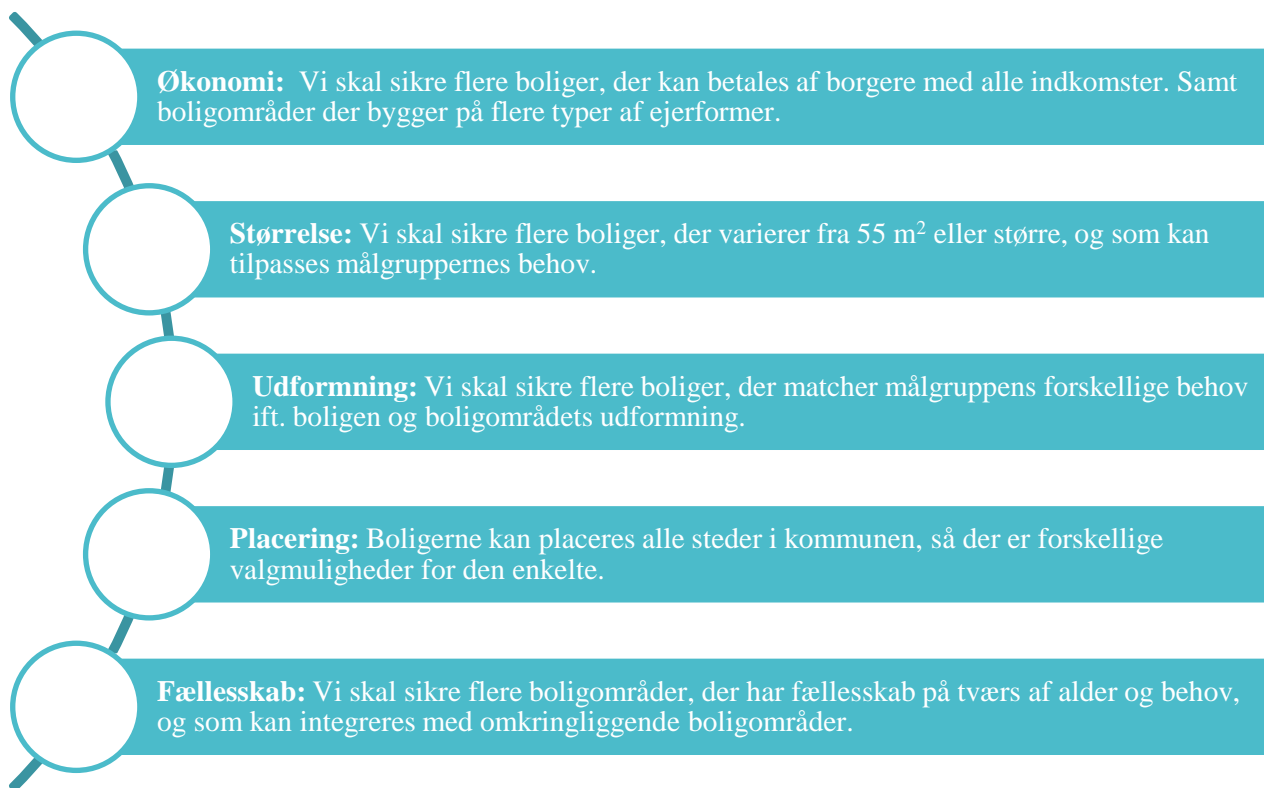 Økonomi:  Vi skal sikre flere boliger, der kan betales af borgere med alle indkomster. Samt
boligområder der bygger på flere typer af ejerformer.
Størrelse: Vi skal sikre flere boliger, der varierer fra 55 m² eller større, og som kan
tilpasses målgruppernes behov.
Udformning: Vi skal sikre flere boliger, der matcher målgruppens forskellige behov
ift. boligen og boligområdets udformning.
Placering: Boligerne kan placeres alle steder i kommunen, så der er forskellige
valgmuligheder for den enkelte.
Fællesskab: Vi skal sikre flere boligområder, der har fællesskab på tværs af alder og behov,
og som kan integreres med omkringliggende boligområder.